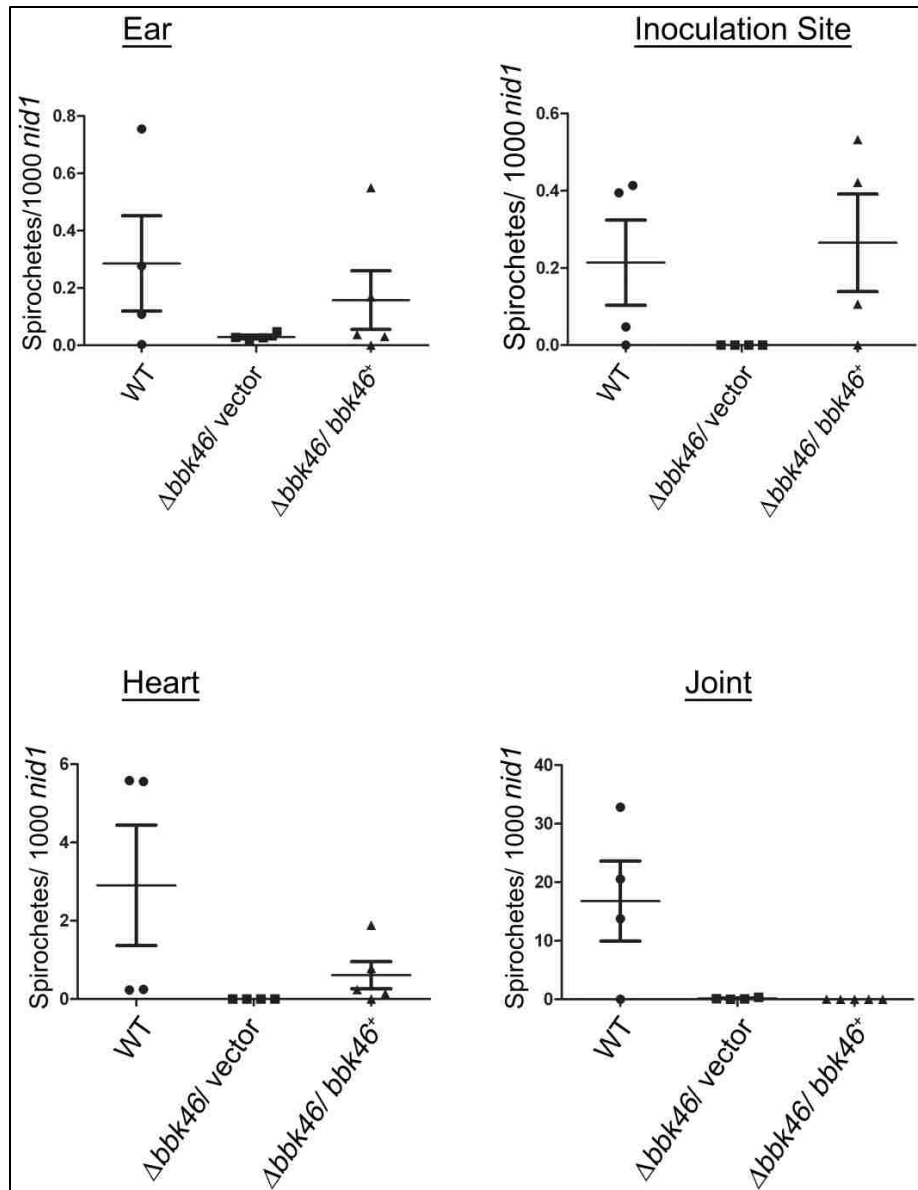 Ear
Spirochetes/1000 nid1
0.8
0.6
0.4
0.2
0.0
WT
Δbbk46/ vector
Δbbk46/ bbk46⁺
Inoculation Site
Spirochetes/ 1000 nid1
0.6
0.4
0.2
0.0
WT
Δbbk46/ vector
Δbbk46/ bbk46⁺
Heart
Spirochetes/ 1000 nid1
6
4
2
0
WT
Δbbk46/ vector
Δbbk46/ bbk46⁺
Joint
Spirochetes/ 1000 nid1
40
30
20
10
0
WT
Δbbk46/ vector
Δbbk46/ bbk46⁺